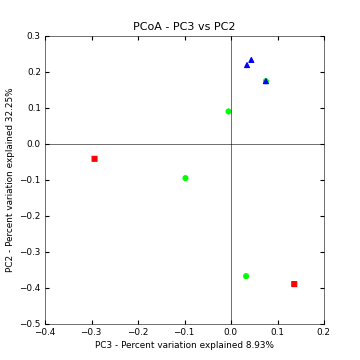 PCoA - PC3 vs PC2
0.3
0.2
0.1
0.0
−0.1
−0.2
−0.3
−0.4
−0.5
PC2 - Percent variation explained 32.25%
−0.4 −0.3 −0.2 −0.1 0.0 0.1 0.2
PC3 - Percent variation explained 8.93%